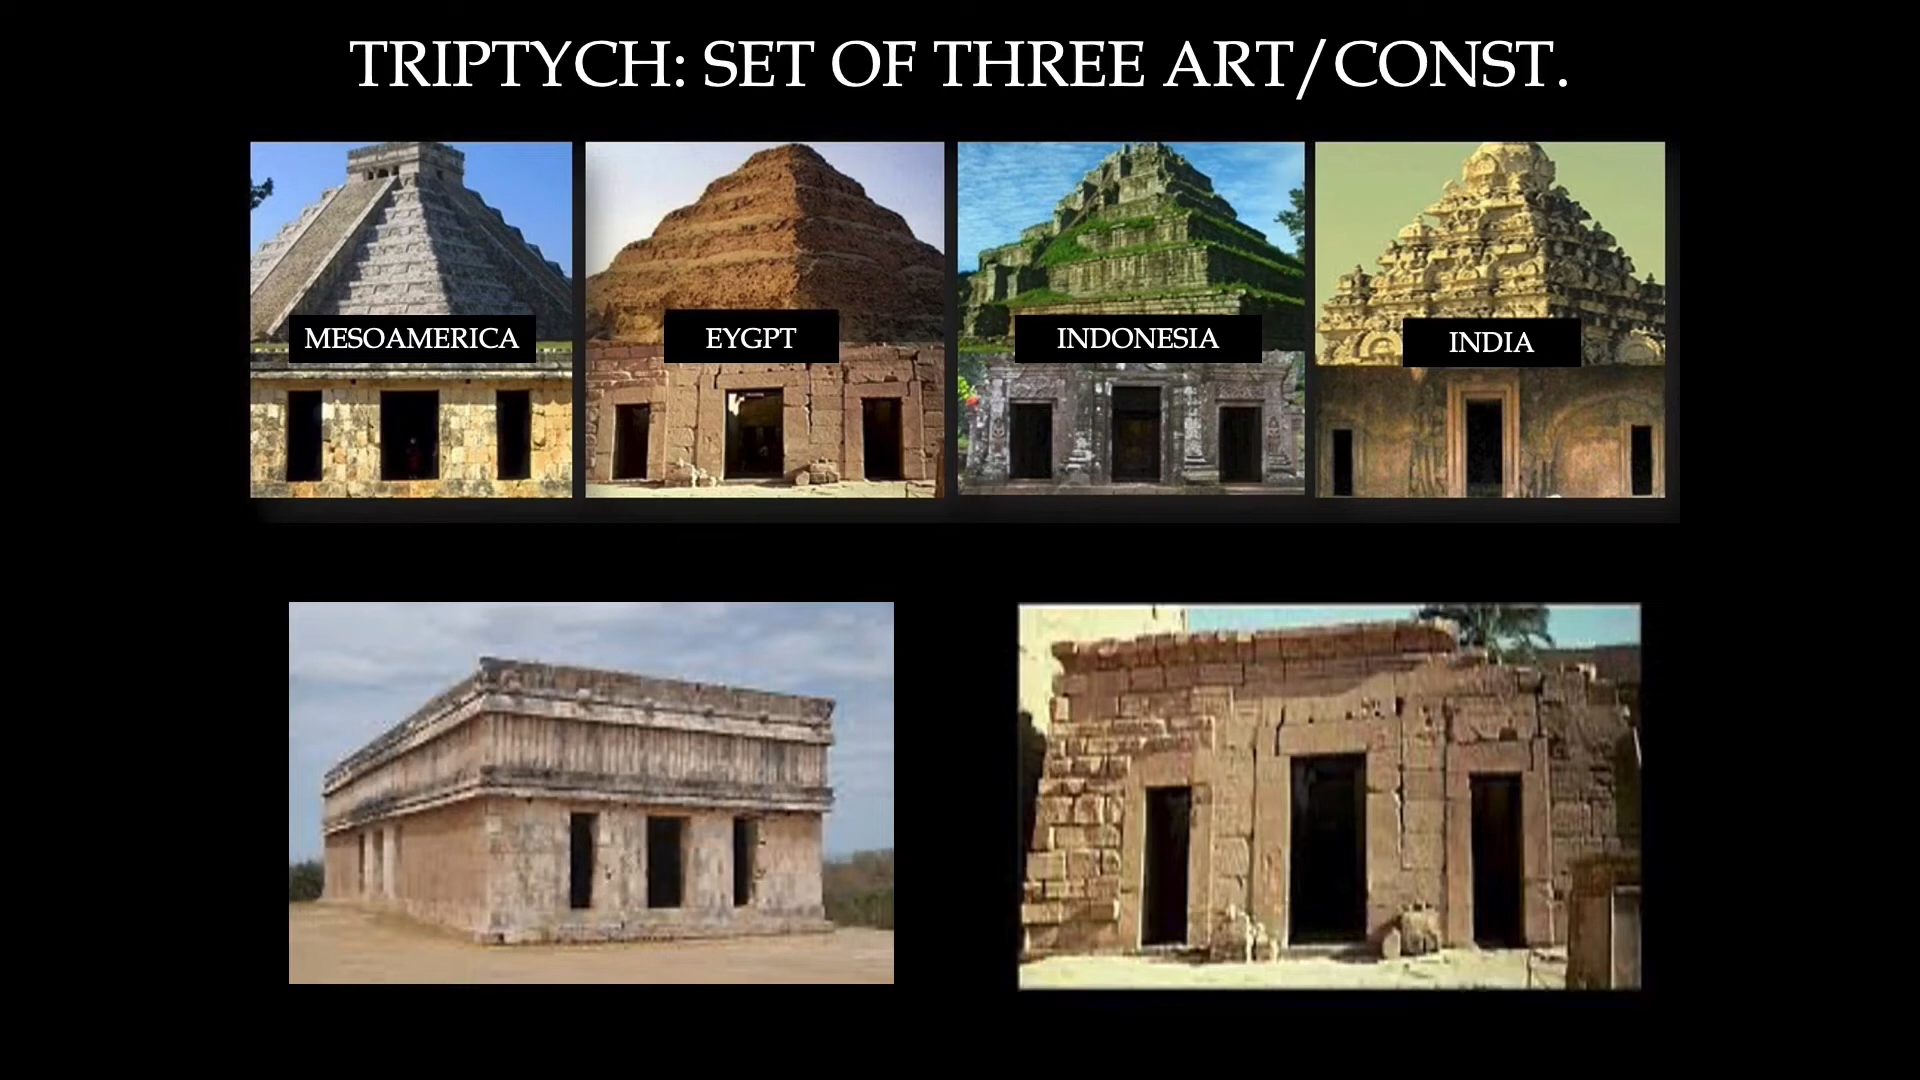 TRIPTYCH: SET OF THREE ART/CONST.
MESOAMERICA
EYGPT
INDONESIA
INDIA